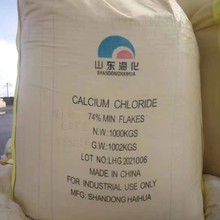 山东海化
SHANDONGHAIHUA
CALCIUM CHLORIDE
74% MIN FLAKES
N.W: 1000KGS
G.W: 1002KGS
LOT NO: LHG 2021006
MADE IN CHINA
FOR INDUSTRIAL USE ONLY
MFG. SHANDONG HAIHUA